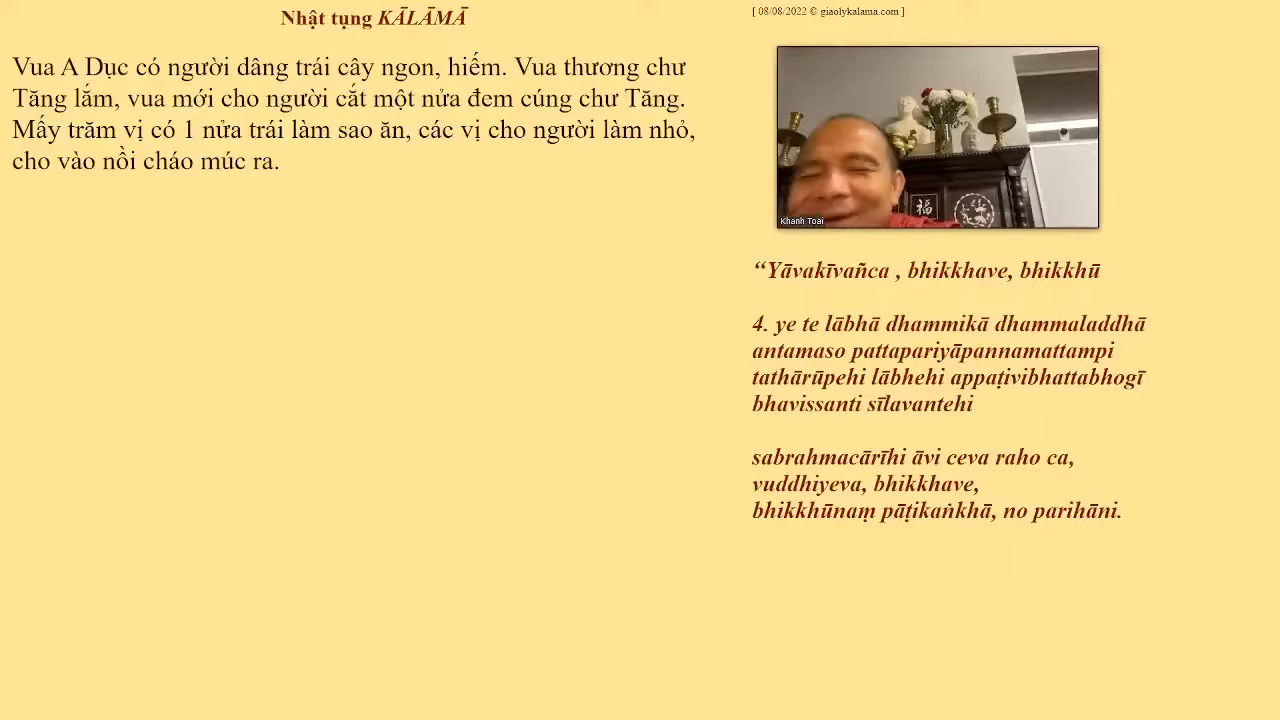 Nhật tụng KĀLĀMĀ
[ 08/08/2022 © giaolykalama.com ]
Vua A Dục có người dâng trái cây ngon, hiếm. Vua thương chư
Tăng lắm, vua mới cho người cắt một nửa đem cúng chư Tăng.
Mấy trăm vị có 1 nửa trái làm sao ăn, các vị cho người làm nhỏ,
cho vào nồi cháo múc ra.
福
Khanh Toai
“Yāvakīvañca , bhikkhave, bhikkhū
4. ye te lābhā dhammikā dhammaladdhā
antamaso pattapariyāpannamattampi
tathārūpehi lābhehi appaṭivibhattabhogī
bhavissanti sīlavantehi
sabrahmacārīhi āvi ceva raho ca,
vuddhiyeva, bhikkhave,
bhikkhūnaṃ pāṭikaṅkhā, no parihāni.